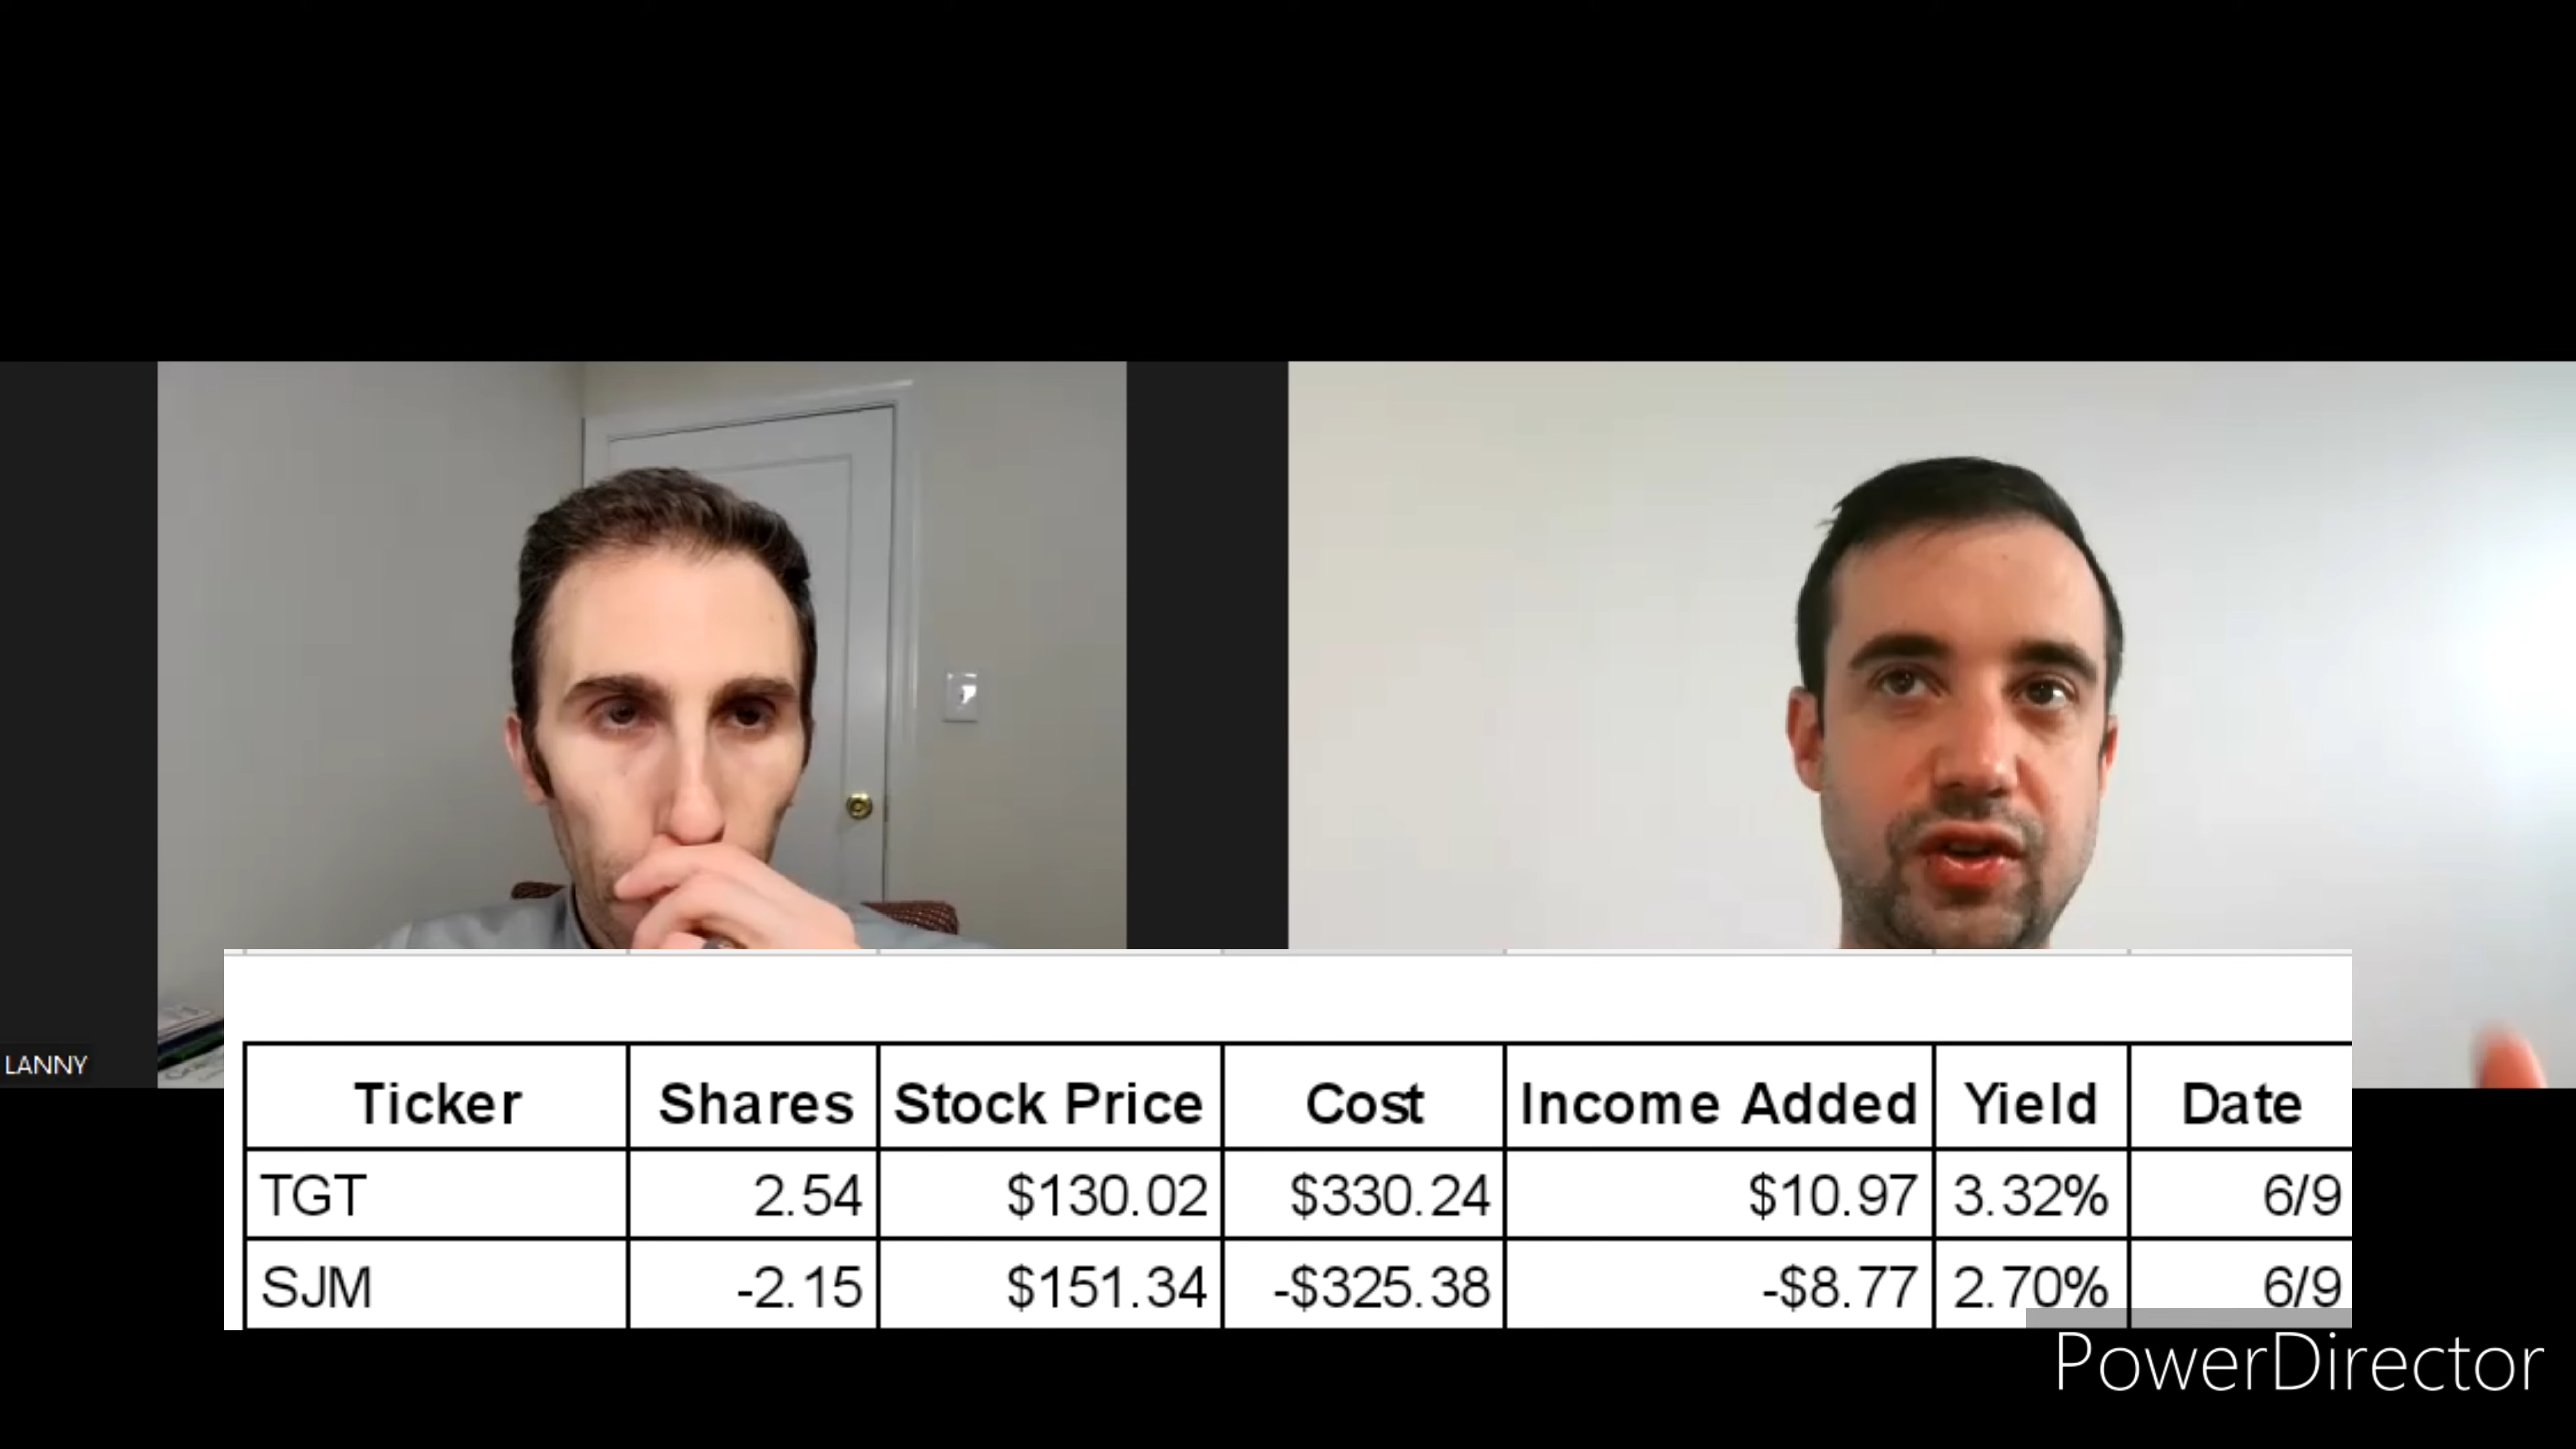 LANNY
Ticker Shares Stock Price Cost Income Added Yield Date
TGT 2.54 $130.02 $330.24 $10.97 3.32% 6/9
SJM -2.15 $151.34 -$325.38 -$8.77 2.70% 6/9
PowerDirector